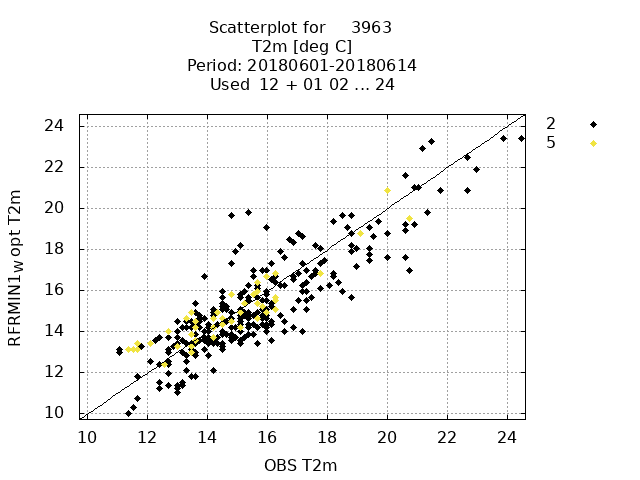 Scatterplot for 3963
T2m [deg C]
Period: 20180601-20180614
Used 12 + 01 02 ... 24
2
5
24
22
20
18
16
14
12
10
RFRMIN1w opt T2m
10 12 14 16 18 20 22 24
OBS T2m